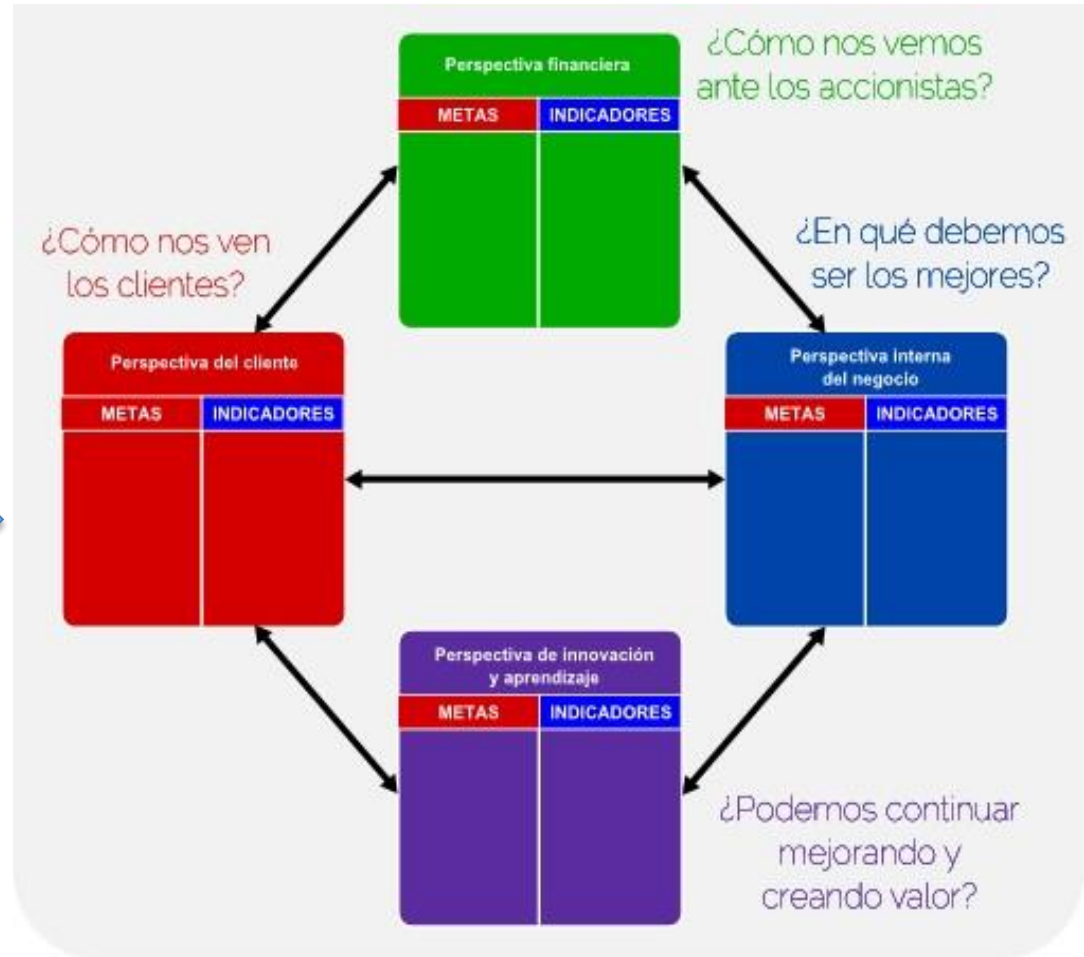 ¿Cómo nos vemos
ante los accionistas?
Perspectiva financiera
METAS INDICADORES
¿Cómo nos ven
los clientes?
¿En qué debemos
ser los mejores?
Perspectiva del cliente
METAS INDICADORES
Perspectiva interna
del negocio
METAS INDICADORES
Perspectiva de innovación
y aprendizaje
METAS INDICADORES
¿Podemos continuar
mejorando y
creando valor?